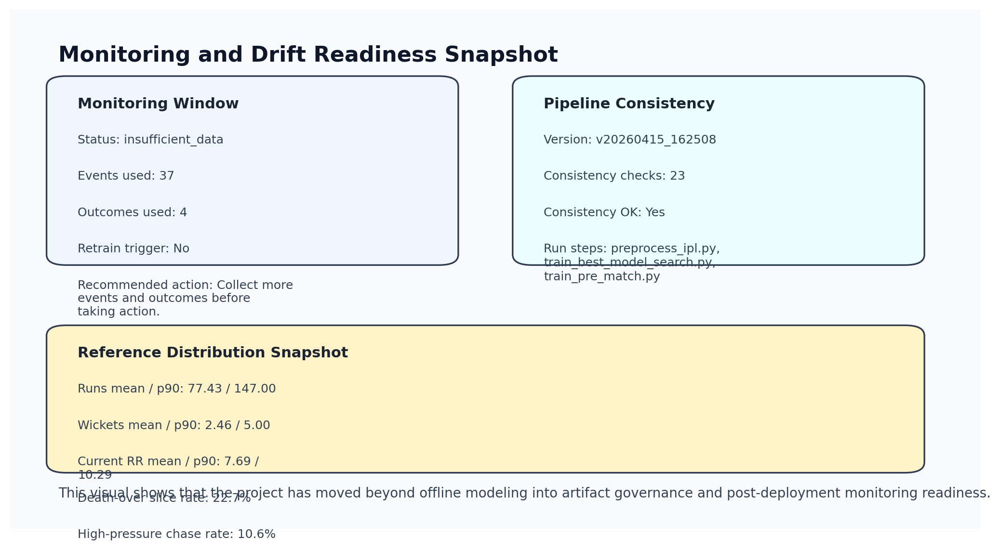 Monitoring and Drift Readiness Snapshot
Monitoring Window
Status: insufficient_data
Events used: 37
Outcomes used: 4
Retrain trigger: No
Recommended action: Collect more
events and outcomes before
taking action.
Pipeline Consistency
Version: v20260415_162508
Consistency checks: 23
Consistency OK: Yes
Run steps: preprocess_ipl.py,
train_best_model_search.py,
train_pre_match.py
Reference Distribution Snapshot
Runs mean / p90: 77.43 / 147.00
Wickets mean / p90: 2.46 / 5.00
Current RR mean / p90: 7.69 /
10.29
Death-over slice rate: 22.7%
High-pressure chase rate: 10.6%
This visual shows that the project has moved beyond offline modeling into artifact governance and post-deployment monitoring readiness.